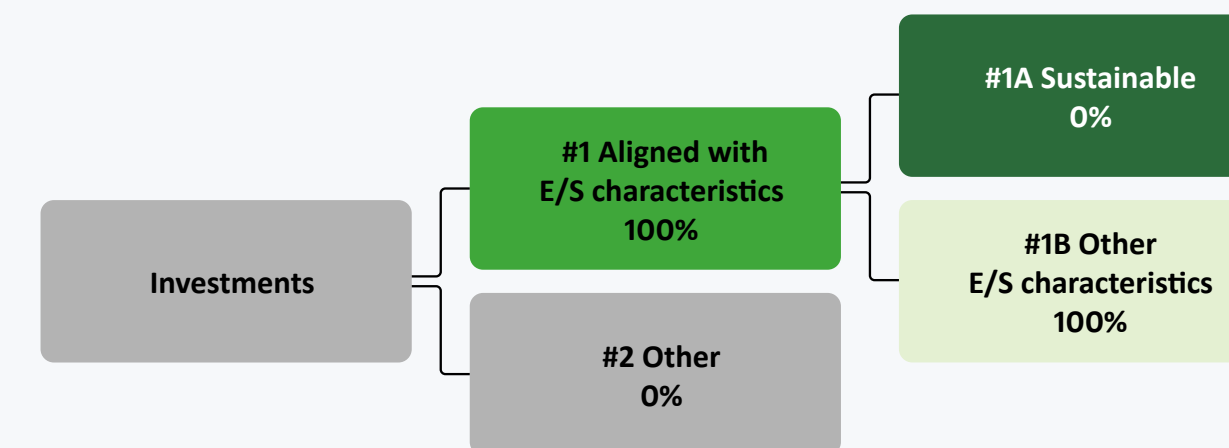 Investments
#1 Aligned with
E/S characteristics
100%
#2 Other
0%
#1A Sustainable
0%
#1B Other
E/S characteristics
100%